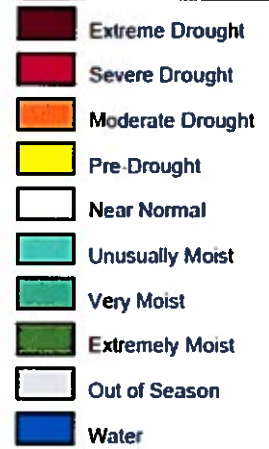 Extreme Drought
Severe Drought
Moderate Drought
Pre-Drought
Near Normal
Unusually Moist
Very Moist
Extremely Moist
Out of Season
Water